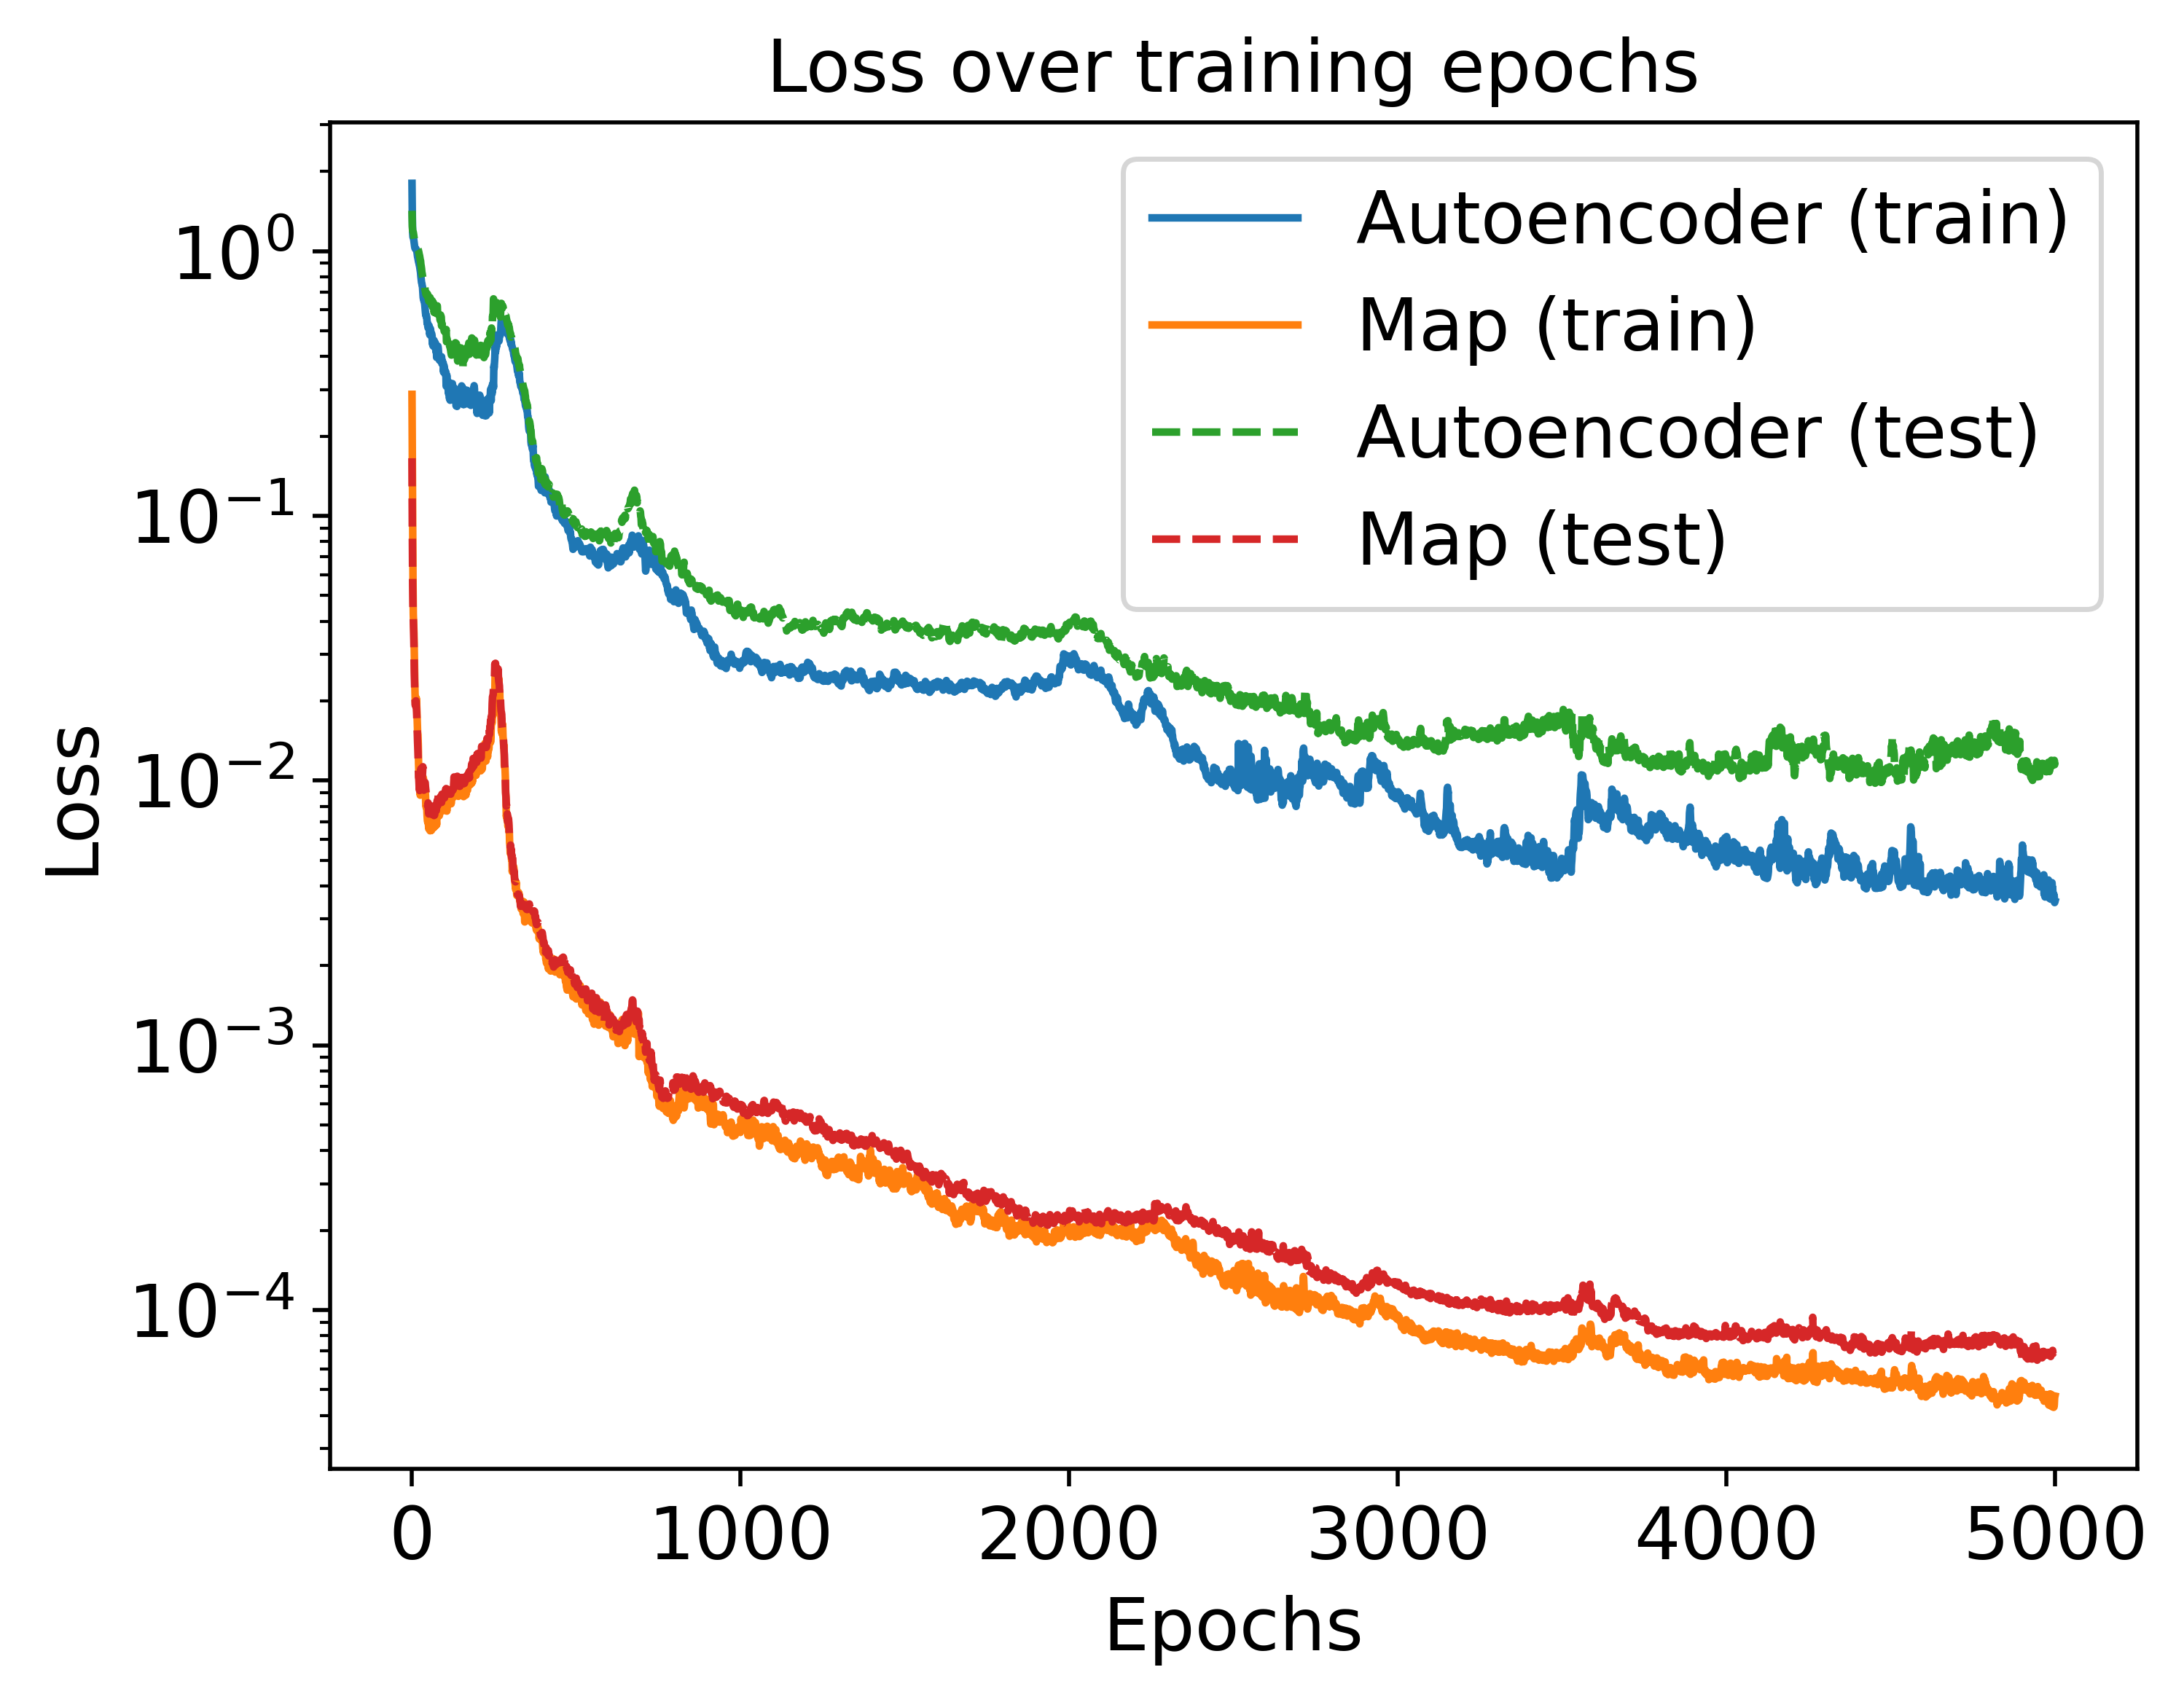 Loss over training epochs
Autoencoder (train)
Map (train)
Autoencoder (test)
Map (test)
10⁰
10⁻¹
10⁻²
10⁻³
10⁻⁴
Loss
0 1000 2000 3000 4000 5000
Epochs